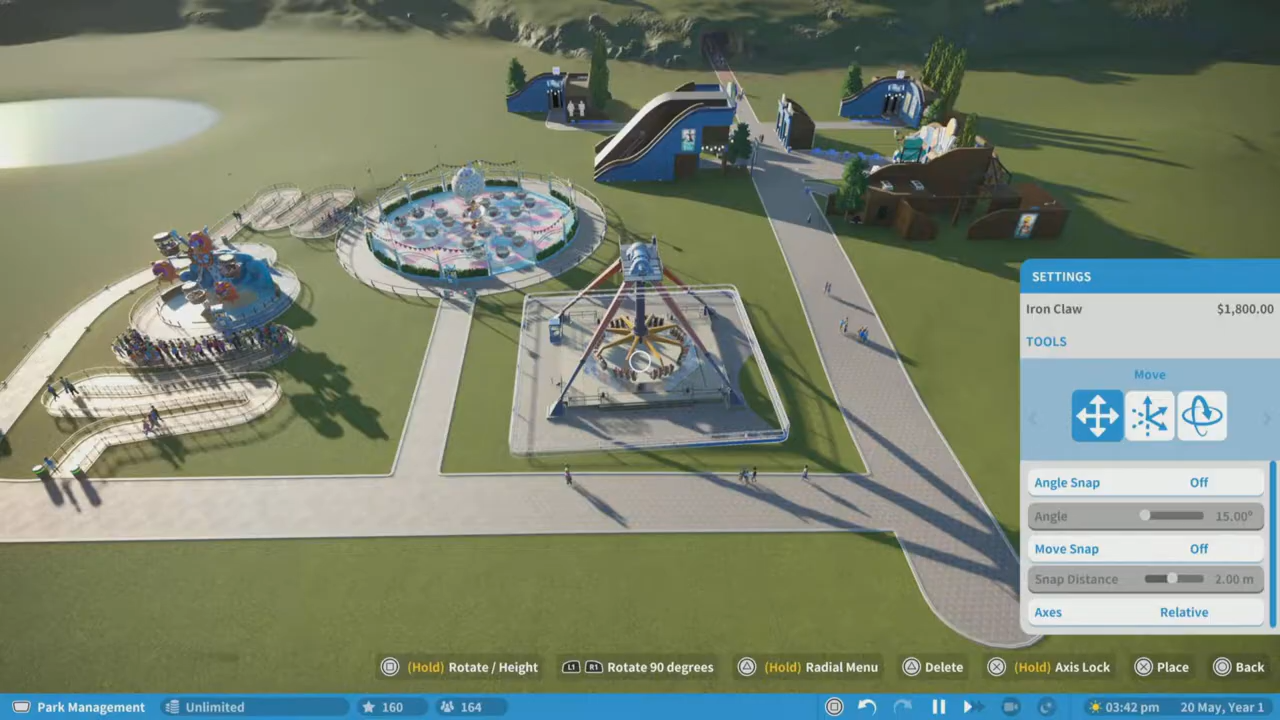 SETTINGS
Iron Claw $1,800.00
TOOLS
Move
Angle Snap Off
Angle 15.00°
Move Snap Off
Snap Distance 2.00 m
Axes Relative
(Hold) Rotate / Height L1 R1 Rotate 90 degrees (Hold) Radial Menu Delete (Hold) Axis Lock Place Back
Park Management Unlimited 160 164 03:42 pm 20 May, Year 1